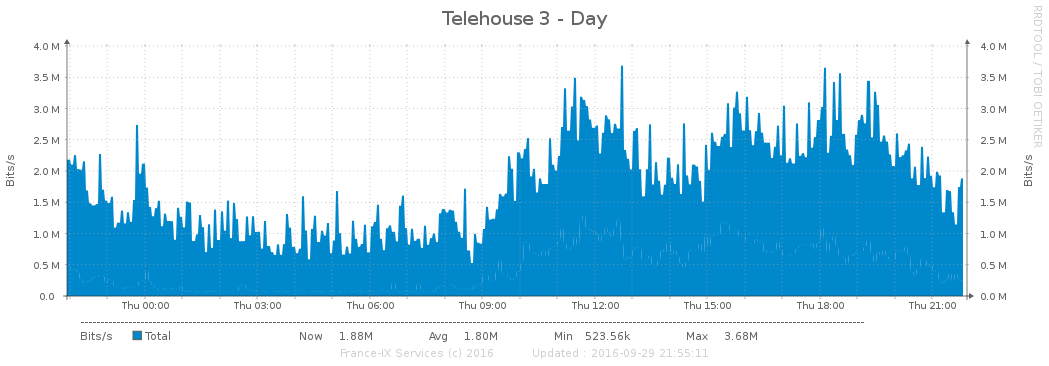 Telehouse 3 - Day
RRDTOOL / TOBI OETIKER
Bits/s
4.0 M
3.5 M
3.0 M
2.5 M
2.0 M
1.5 M
1.0 M
0.5 M
0.0
4.0 M
3.5 M
3.0 M
2.5 M
2.0 M
1.5 M
1.0 M
0.5 M
0.0 M
Bits/s
Thu 00:00 Thu 03:00 Thu 06:00 Thu 09:00 Thu 12:00 Thu 15:00 Thu 18:00 Thu 21:00
Bits/s Total Now 1.88M Avg 1.80M Min 523.56k Max 3.68M
France-IX Services (c) 2016 Updated : 2016-09-29 21:55:11